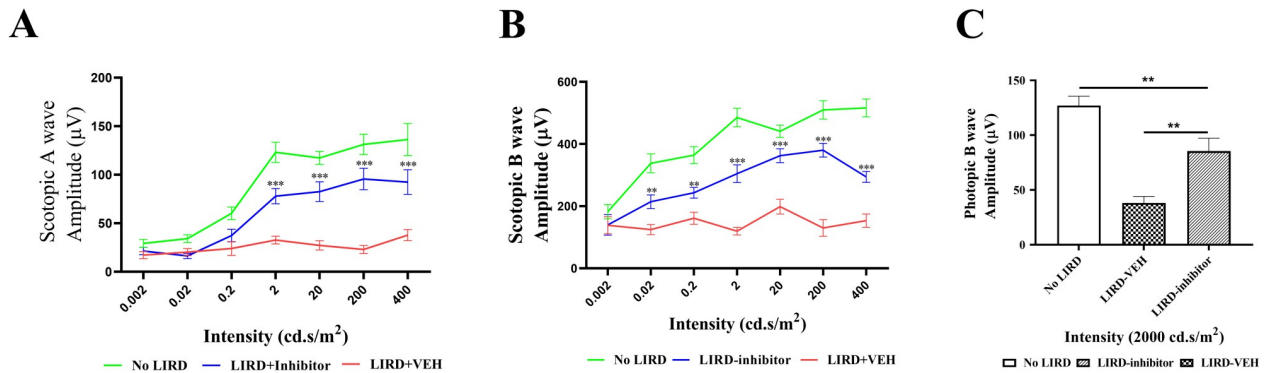 A
Scotopic A wave
Amplitude (µV)
200
150
100
50
0
***
***
***
***
0.002
0.02
0.2
2
20
200
400
Intensity (cd.s/m²)
No LIRD
LIRD+Inhibitor
LIRD+VEH
B
Scotopic B wave
Amplitude (µV)
600
400
200
0
**
**
***
***
***
***
0.002
0.02
0.2
2
20
200
400
Intensity (cd.s/m²)
No LIRD
LIRD-inhibitor
LIRD+VEH
C
Photopic B wave
Amplitude (µV)
150
100
50
0
**
**
No LIRD
LIRD-VEH
LIRD-inhibitor
Intensity (2000 cd.s/m²)
No LIRD
LIRD-inhibitor
LIRD-VEH